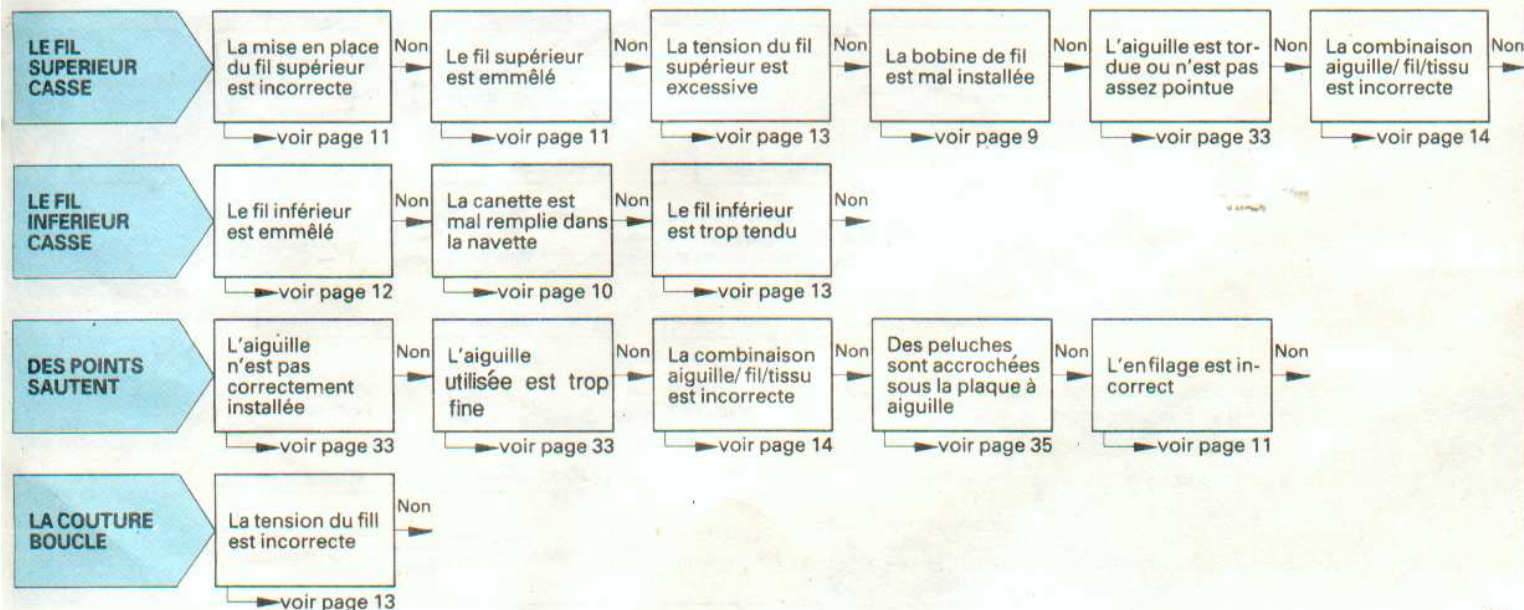 LE FIL
SUPERIEUR
CASSE
La mise en place
du fil supérieur
est incorrecte
Non
voir page 11
Le fil supérieur
est emmêlé
Non
voir page 11
La tension du fil
supérieur est
excessive
Non
voir page 13
La bobine de fil
est mal installée
Non
voir page 9
L'aiguille est tor-
due ou n'est pas
assez pointue
Non
voir page 33
La combinaison
aiguille/ fil/tissu
est incorrecte
Non
voir page 14
LE FIL
INFERIEUR
CASSE
Le fil inférieur
est emmêlé
Non
voir page 12
La canette est
mal remplie dans
la navette
Non
voir page 10
Le fil inférieur
est trop tendu
Non
voir page 13
DES POINTS
SAUTENT
L'aiguille
n'est pas
correctement
installée
Non
voir page 33
L'aiguille
utilisée est trop
fine
Non
voir page 33
La combinaison
aiguille/ fil/tissu
est incorrecte
Non
voir page 14
Des peluches
sont accrochées
sous la plaque à
aiguille
Non
voir page 35
L'enfilage est in-
correct
Non
voir page 11
LA COUTURE
BOUCLE
La tension du fill
est incorrecte
Non
voir page 13